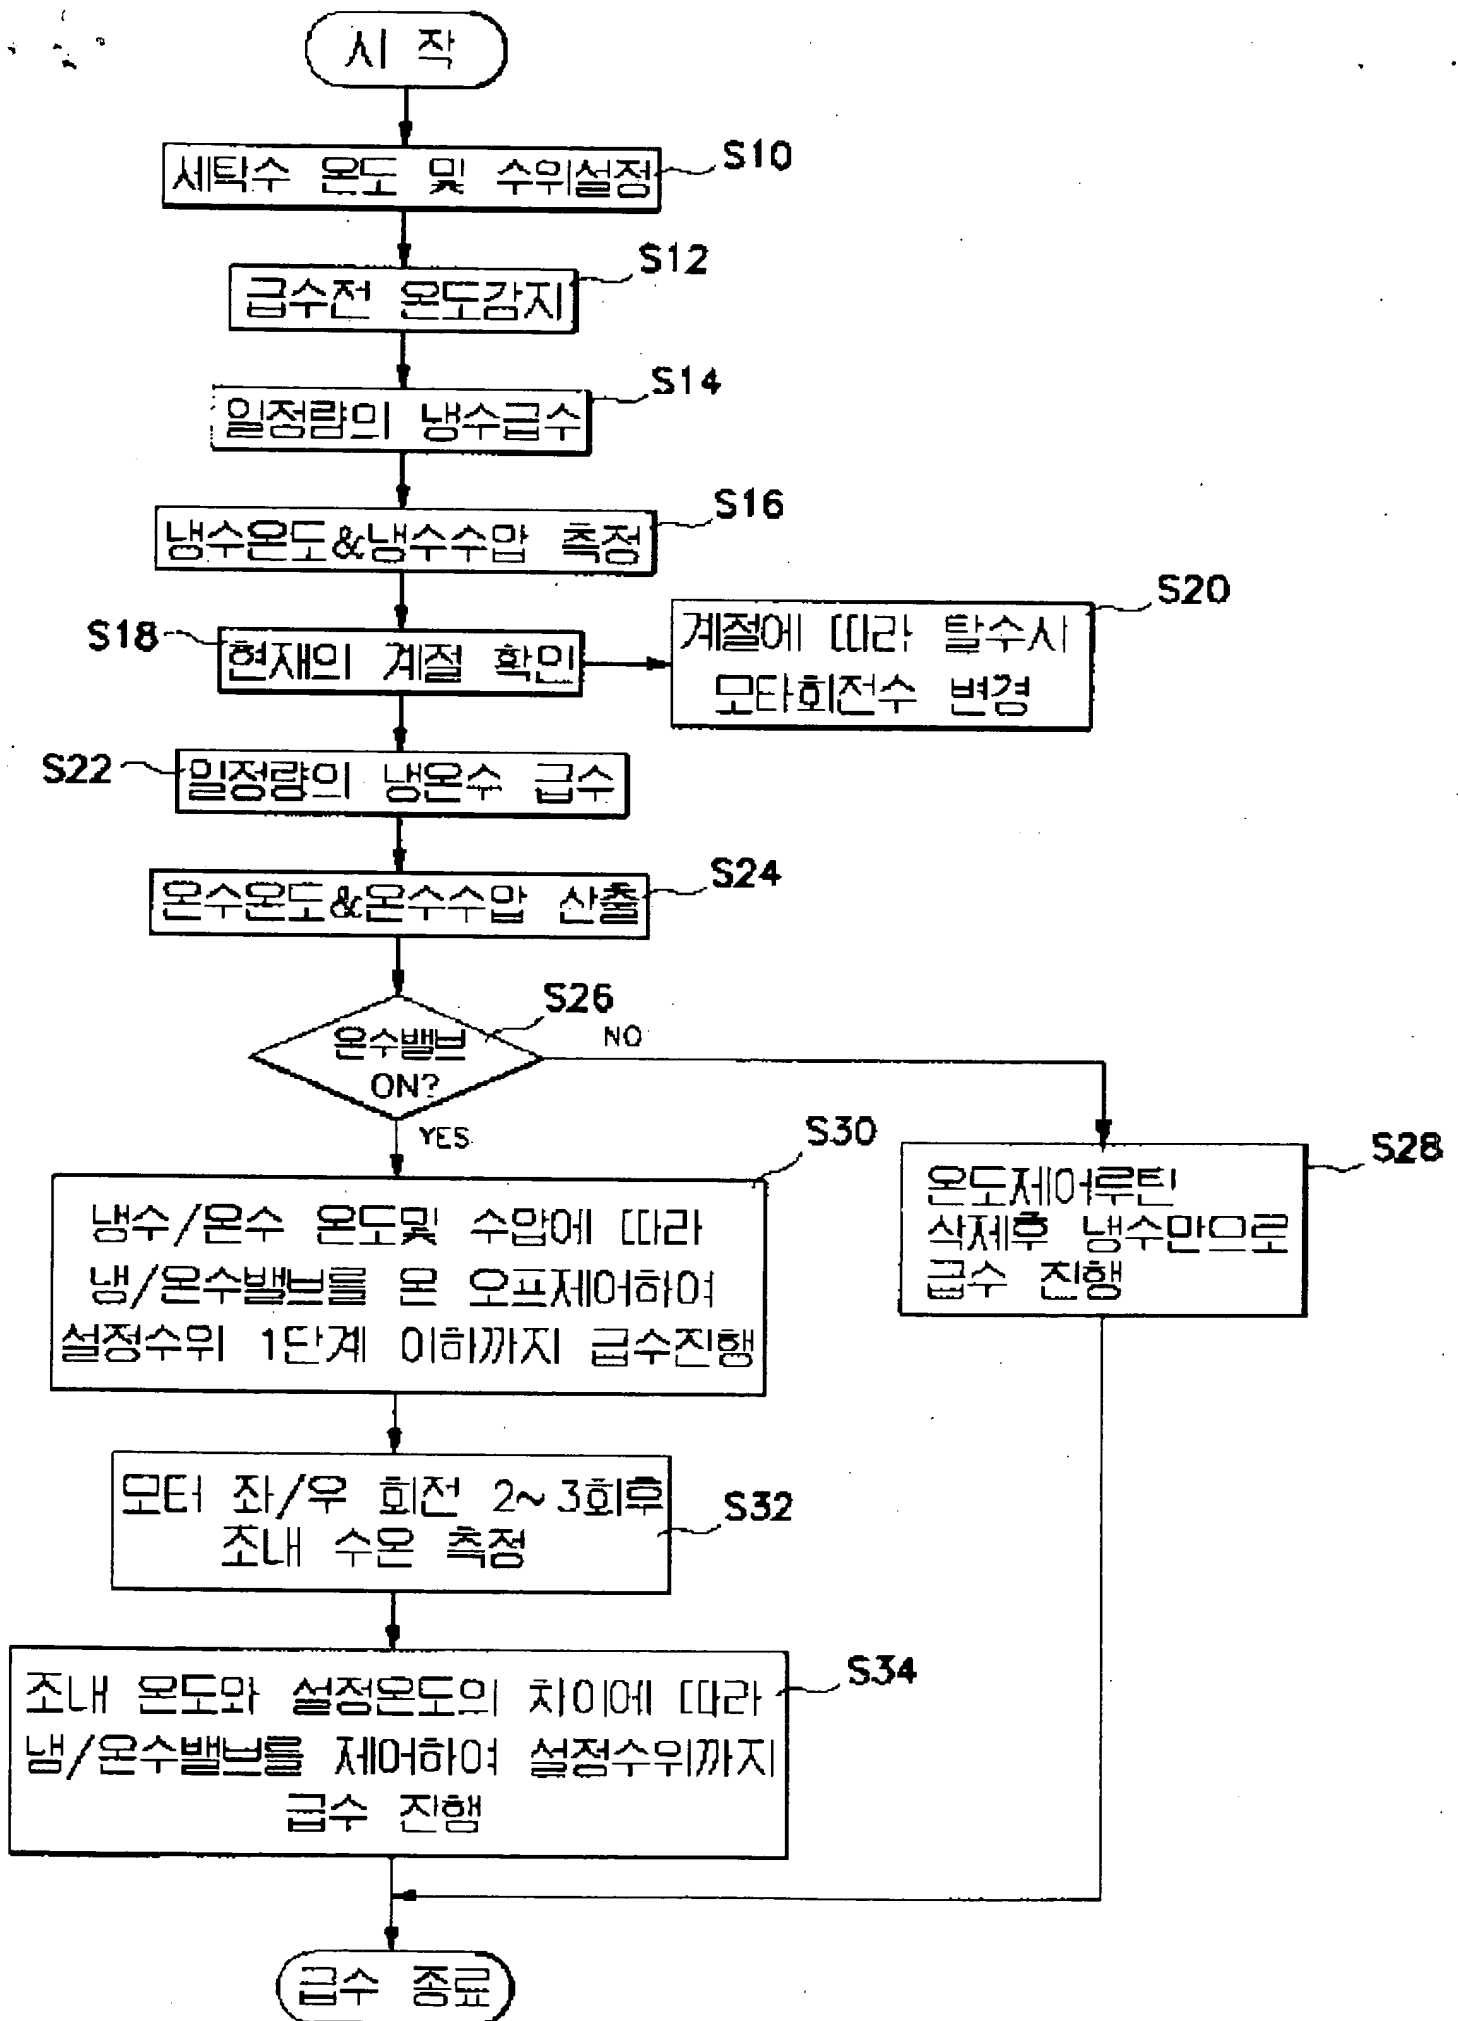 시 작
S10
세탁수 온도 및 수위설정
S12
급수전 온도감지
S14
일정량의 냉수급수
S16
냉수온도&냉수수압 측정
S18
현재의 계절 확인
S20
계절에 따라 탈수시
모타회전수 변경
S22
일정량의 냉온수 급수
S24
온수온도&온수수압 산출
S26
온수밸브
ON?
NO
YES
S30
냉수/온수 온도및 수압에 따라
냉/온수밸브를 온 오프제어하여
설정수위 1단계 이하까지 급수진행
S28
온도제어루틴
삭제후 냉수만으로
급수 진행
S32
모터 좌/우 회전 2~3회후
조내 수온 측정
S34
조내 온도와 설정온도의 차이에 따라
냉/온수밸브를 제어하여 설정수위까지
급수 진행
급수 종료